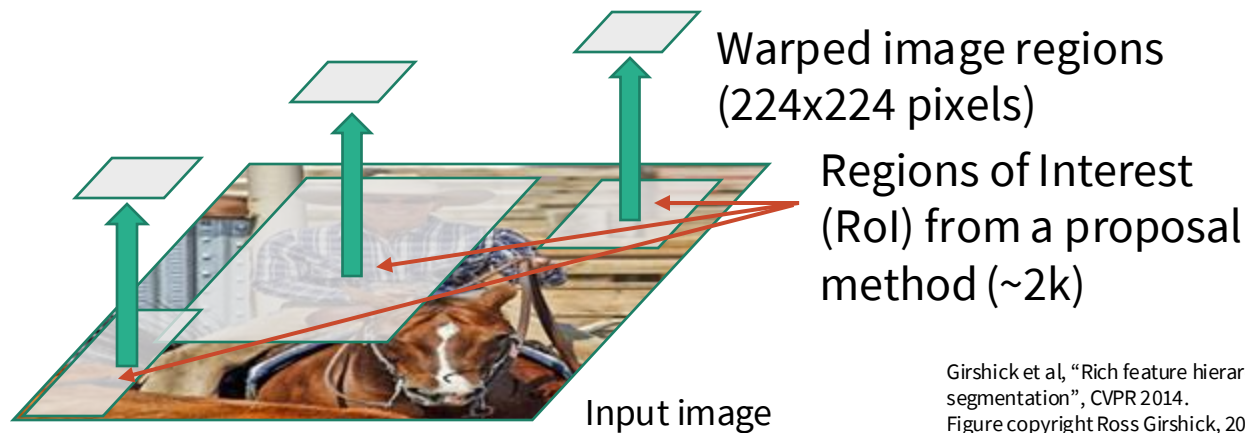 Warped image regions
(224x224 pixels)
Regions of Interest
(RoI) from a proposal
method (~2k)
Input image
Girshick et al, “Rich feature hierar
segmentation”, CVPR 2014.
Figure copyright Ross Girshick, 20